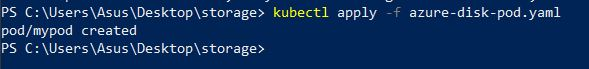 PS C:\Users\Asus\Desktop\storage> kubectl apply -f azure-disk-pod.yaml
pod/mypod created
PS C:\Users\Asus\Desktop\storage>